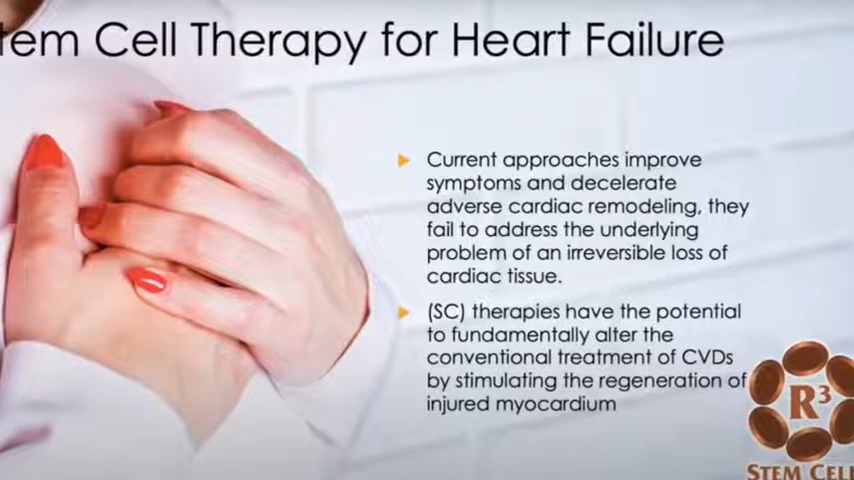 tem Cell Therapy for Heart Failure
Current approaches improve
symptoms and decelerate
adverse cardiac remodeling, they
fail to address the underlying
problem of an irreversible loss of
cardiac tissue.
(SC) therapies have the potential
to fundamentally alter the
conventional treatment of CVDs
by stimulating the regeneration of
injured myocardium
R3
STEM CELL